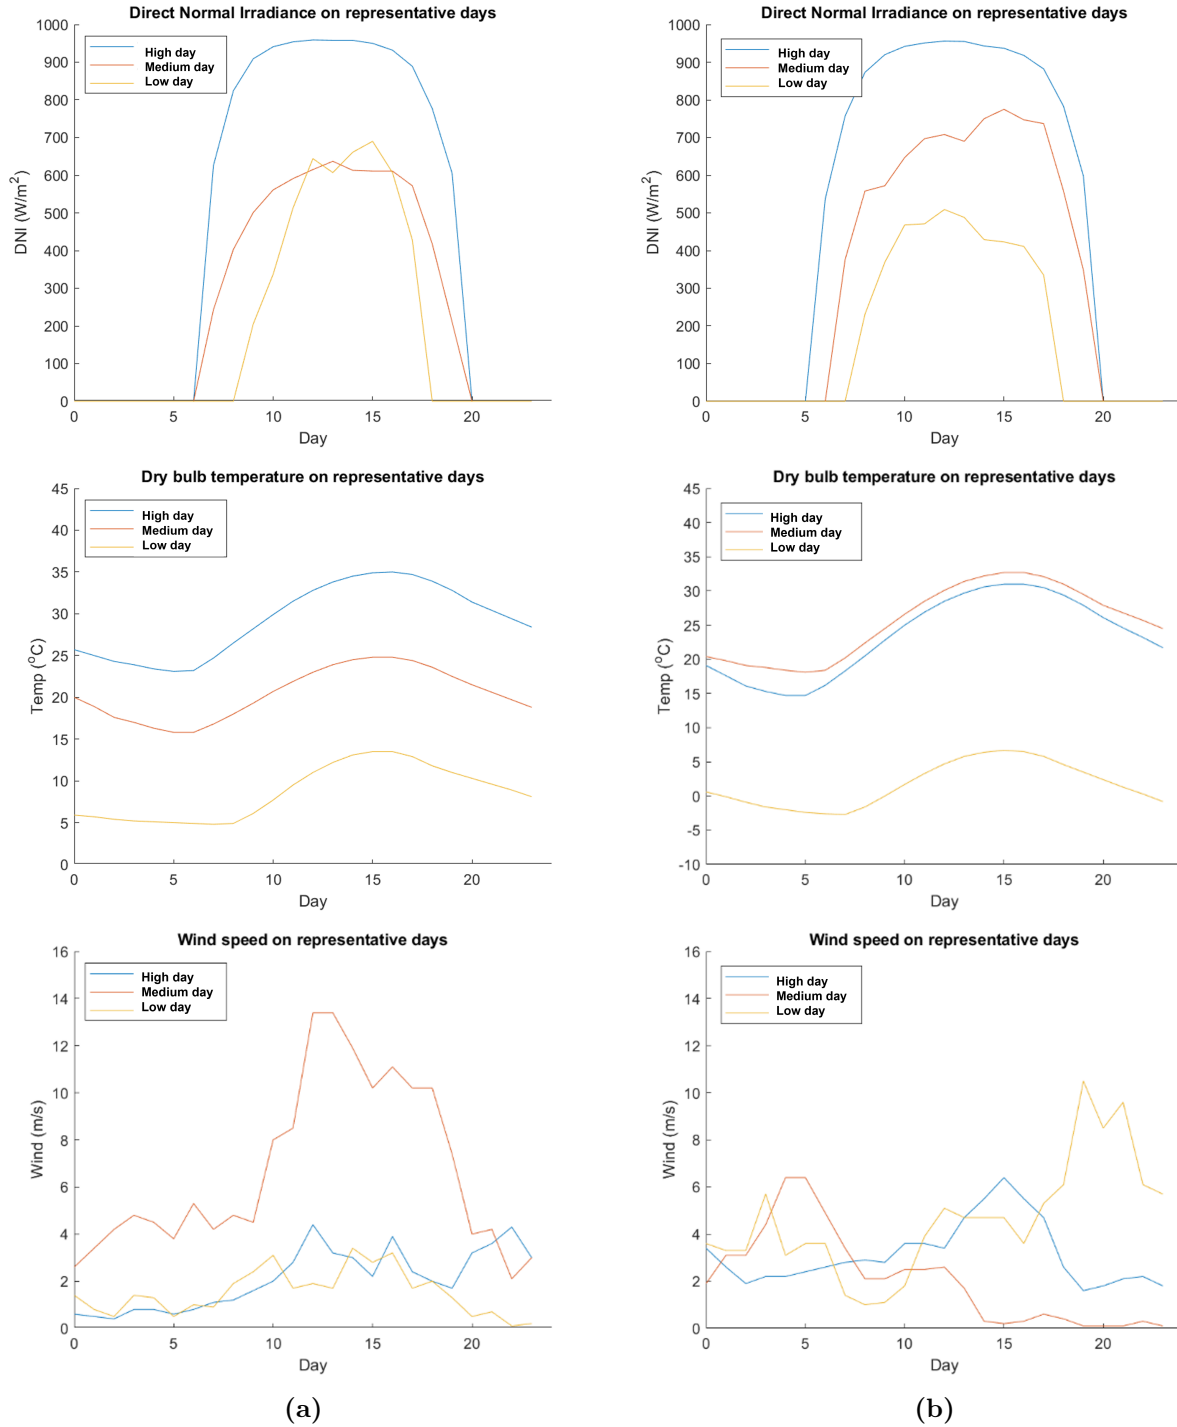 Direct Normal Irradiance on representative days
1000
900
800
700
600
500
400
300
200
100
0
DNI (W/m2)
High day
Medium day
Low day
0 5 10 15 20
Day
Direct Normal Irradiance on representative days
1000
900
800
700
600
500
400
300
200
100
0
DNI (W/m2)
High day
Medium day
Low day
0 5 10 15 20
Day
Dry bulb temperature on representative days
45
40
35
30
25
20
15
10
5
0
Temp (oC)
High day
Medium day
Low day
0 5 10 15 20
Day
Dry bulb temperature on representative days
45
40
35
30
25
20
15
10
5
0
-5
-10
Temp (oC)
High day
Medium day
Low day
0 5 10 15 20
Day
Wind speed on representative days
16
14
12
10
8
6
4
2
0
Wind (m/s)
High day
Medium day
Low day
0 5 10 15 20
Day
Wind speed on representative days
16
14
12
10
8
6
4
2
0
Wind (m/s)
High day
Medium day
Low day
0 5 10 15 20
Day
(a)
(b)